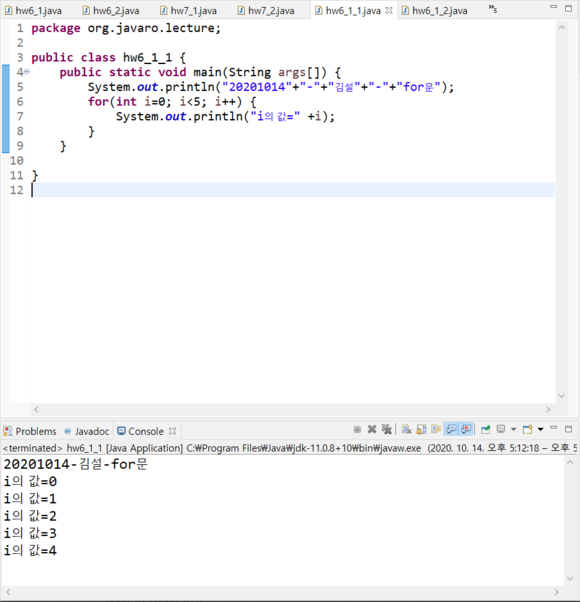 hw6_1.java hw6_2.java hw7_1.java hw7_2.java hw6_1_1.java hw6_1_2.java »5
1 package org.javaro.lecture;
2
3 public class hw6_1_1 {
4 public static void main(String args[]) {
5 System.out.println("20201014"+"-"+"김설"+"-"+"for문");
6 for(int i=0; i<5; i++) {
7 System.out.println("i의 값=" +i);
8 }
9 }
10
11 }
12
Problems Javadoc Console
<terminated> hw6_1_1 [Java Application] C:₩Program Files₩Java₩jdk-11.0.8+10₩bin₩javaw.exe (2020. 10. 14. 오후 5:12:18 – 오후 5
20201014-김설-for문
i의 값=0
i의 값=1
i의 값=2
i의 값=3
i의 값=4